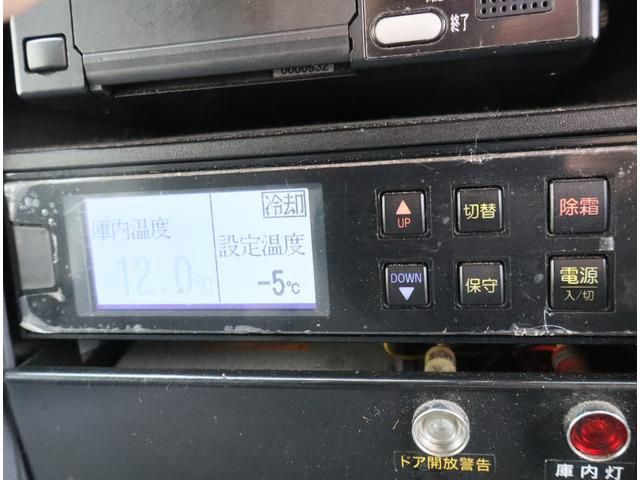 終了
0000932
冷却
庫内温度
設定温度
12.0℃
-5℃
UP
切替
除霜
DOWN
保守
電源
入/切
ドア開放警告
庫内灯